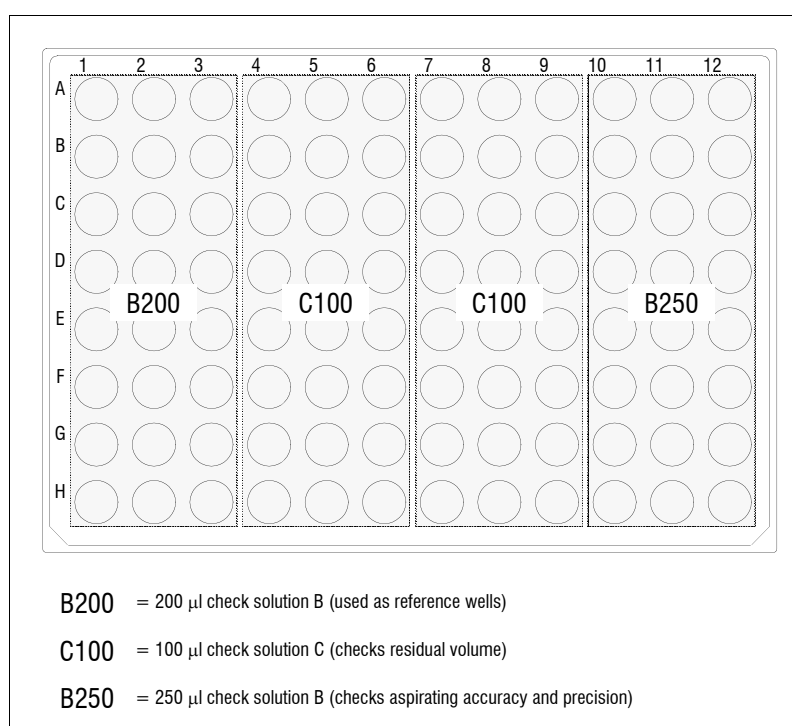 1 2 3 4 5 6 7 8 9 10 11 12
A
B
C
D
B200 C100 C100 B250
E
F
G
H
B200 = 200 μl check solution B (used as reference wells)
C100 = 100 μl check solution C (checks residual volume)
B250 = 250 μl check solution B (checks aspirating accuracy and precision)